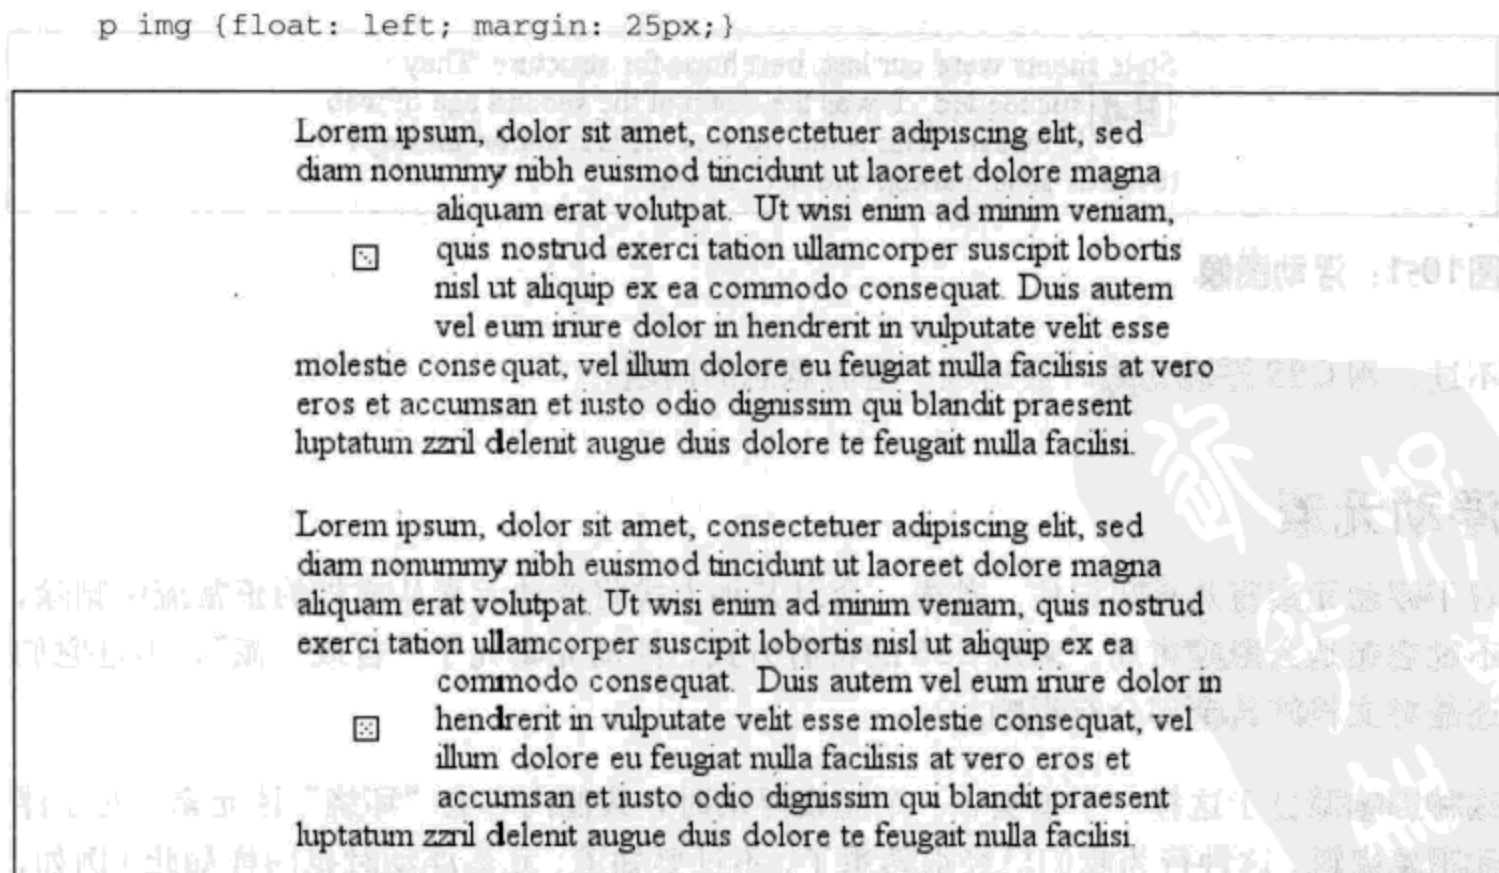 p img {float: left; margin: 25px;}
Lorem ipsum, dolor sit amet, consectetuer adipiscing elit, sed
diam nonummy nibh euismod tincidunt ut laoreet dolore magna
aliquam erat volutpat. Ut wisi enim ad minim veniam,
quis nostrud exerci tation ullamcorper suscipit lobortis
nisl ut aliquip ex ea commodo consequat. Duis autem
vel eum iriure dolor in hendrerit in vulputate velit esse
molestie consequat, vel illum dolore eu feugiat nulla facilisis at vero
eros et accumsan et iusto odio dignissim qui blandit praesent
luptatum zzril delenit augue duis dolore te feugait nulla facilisi.
Lorem ipsum, dolor sit amet, consectetuer adipiscing elit, sed
diam nonummy nibh euismod tincidunt ut laoreet dolore magna
aliquam erat volutpat. Ut wisi enim ad minim veniam, quis nostrud
exerci tation ullamcorper suscipit lobortis nisl ut aliquip ex ea
commodo consequat. Duis autem vel eum iriure dolor in
hendrerit in vulputate velit esse molestie consequat, vel
illum dolore eu feugiat nulla facilisis at vero eros et
accumsan et iusto odio dignissim qui blandit praesent
luptatum zzril delenit augue duis dolore te feugait nulla facilisi.